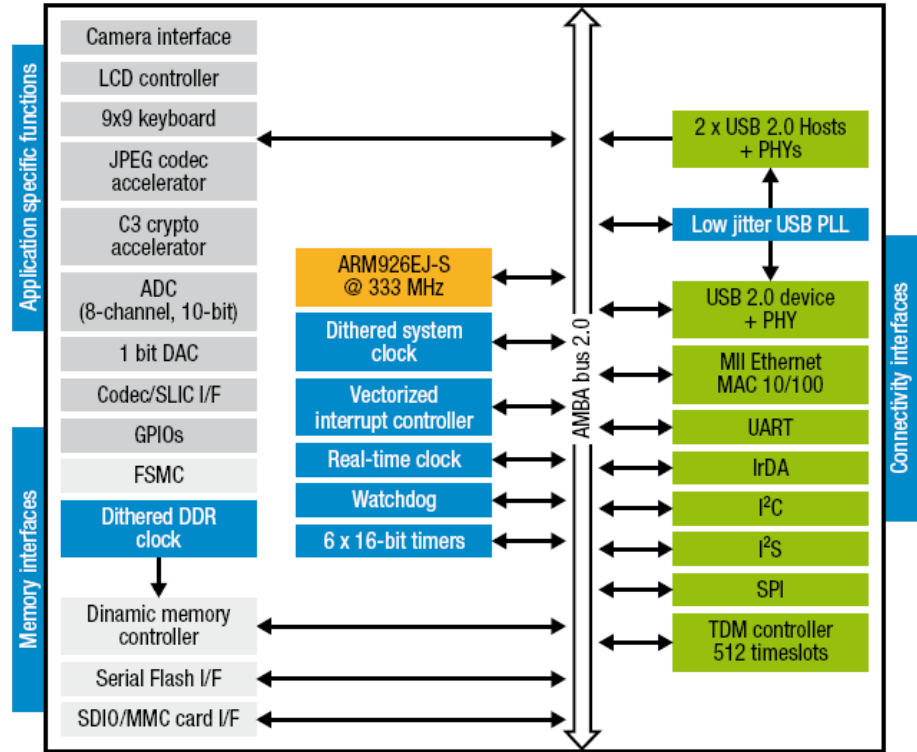 Application specific functions
Camera interface
LCD controller
9x9 keyboard
JPEG codec
accelerator
C3 crypto
accelerator
ADC
(8-channel, 10-bit)
1 bit DAC
Codec/SLIC I/F
GPIOs
Memory interfaces
FSMC
Dithered DDR
clock
Dinamic memory
controller
Serial Flash I/F
SDIO/MMC card I/F
ARM926EJ-S
@ 333 MHz
Dithered system
clock
Vectorized
interrupt controller
Real-time clock
Watchdog
6 x 16-bit timers
AMBA bus 2.0
2 x USB 2.0 Hosts
+ PHYs
Low jitter USB PLL
USB 2.0 device
+ PHY
MII Ethernet
MAC 10/100
UART
IrDA
I²C
I²S
SPI
TDM controller
512 timeslots
Connectivity interfaces